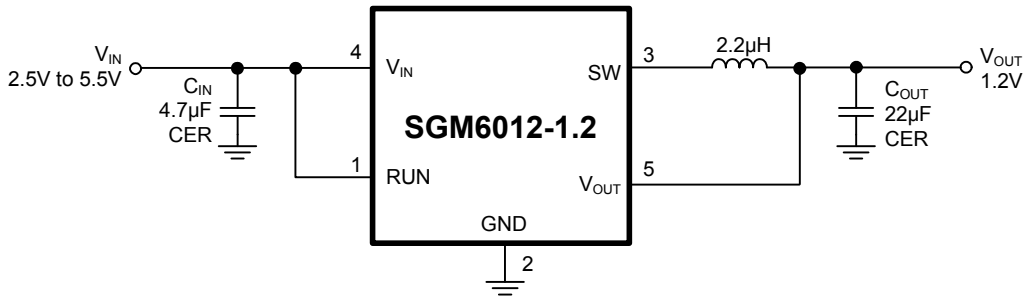 V_IN
2.5V to 5.5V
C_IN
4.7μF
CER
4
V_IN
1
RUN
SGM6012-1.2
GND
2
SW
3
V_OUT
5
2.2μH
C_OUT
22μF
CER
V_OUT
1.2V